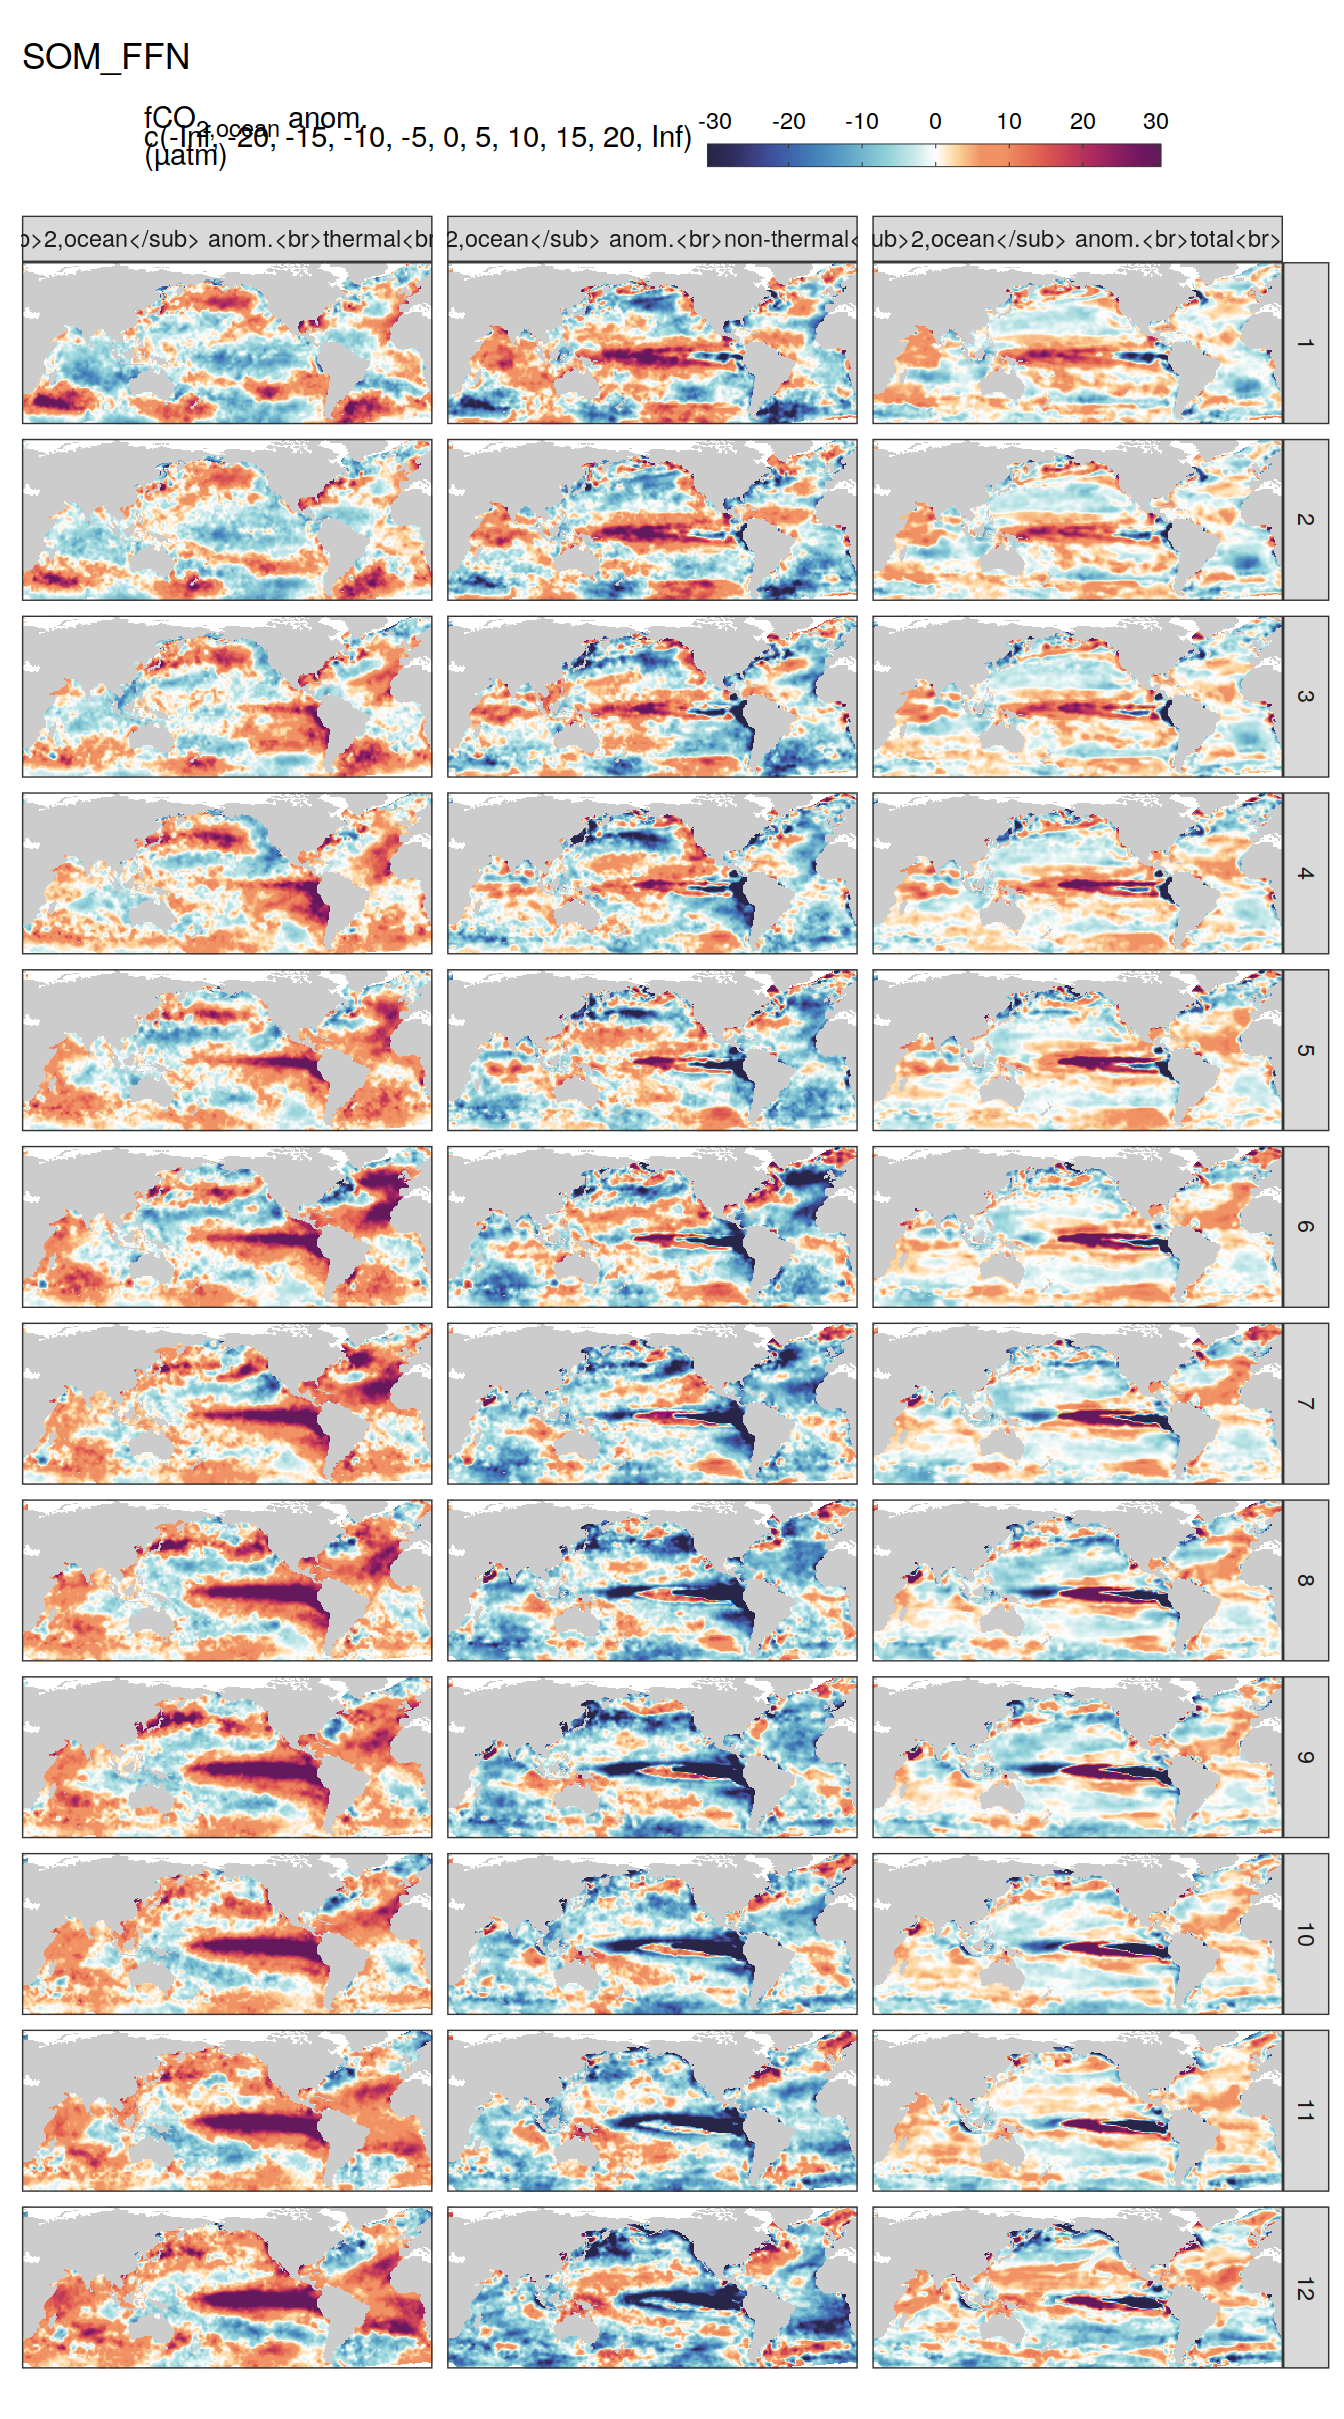 SOM_FFN
fCO2,ocean anom.
c(-Inf, -20, -15, -10, -5, 0, 5, 10, 15, 20, Inf)
(µatm)
-30 -20 -10 0 10 20 30
b>2,ocean</sub> anom.<br>thermal<br
2,ocean</sub> anom.<br>non-thermal<
ub>2,ocean</sub> anom.<br>total<br>
1
2
3
4
5
6
7
8
9
10
11
12